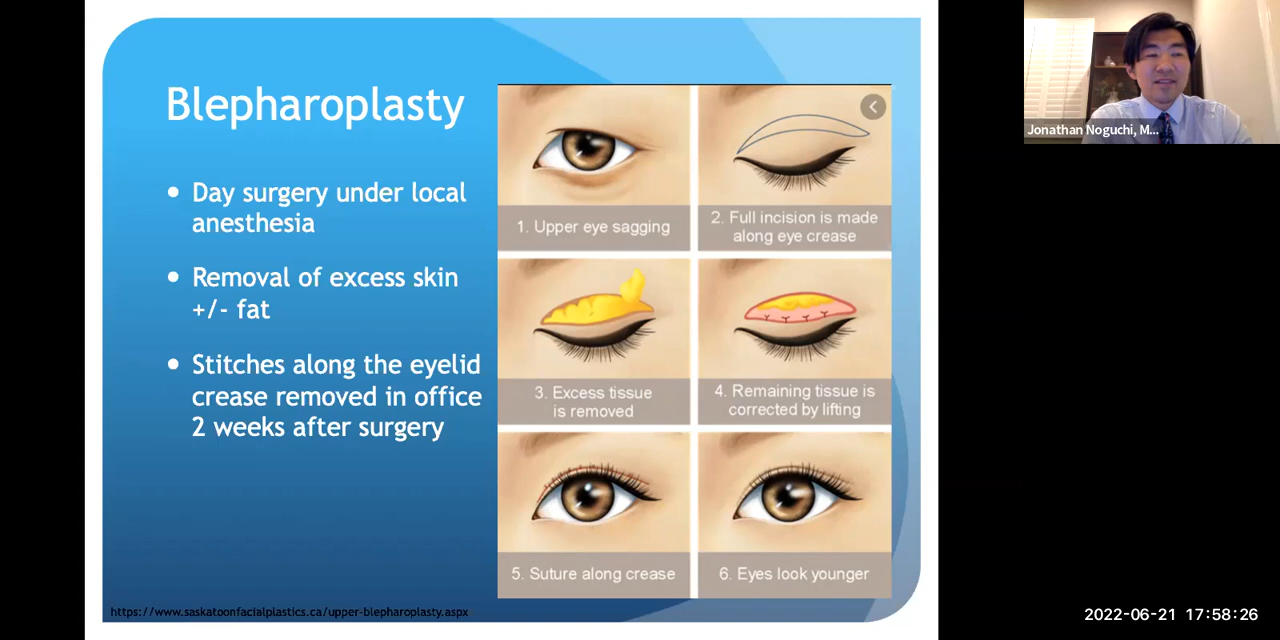 Blepharoplasty
• Day surgery under local
anesthesia
• Removal of excess skin
+/- fat
• Stitches along the eyelid
crease removed in office
2 weeks after surgery
1. Upper eye sagging
2. Full incision is made
along eye crease
3. Excess tissue
is removed
4. Remaining tissue is
corrected by lifting
5. Suture along crease
6. Eyes look younger
https://www.saskatoonfacialplastics.ca/upper-blepharoplasty.aspx
Jonathan Noguchi, M...
2022-06-21 17:58:26